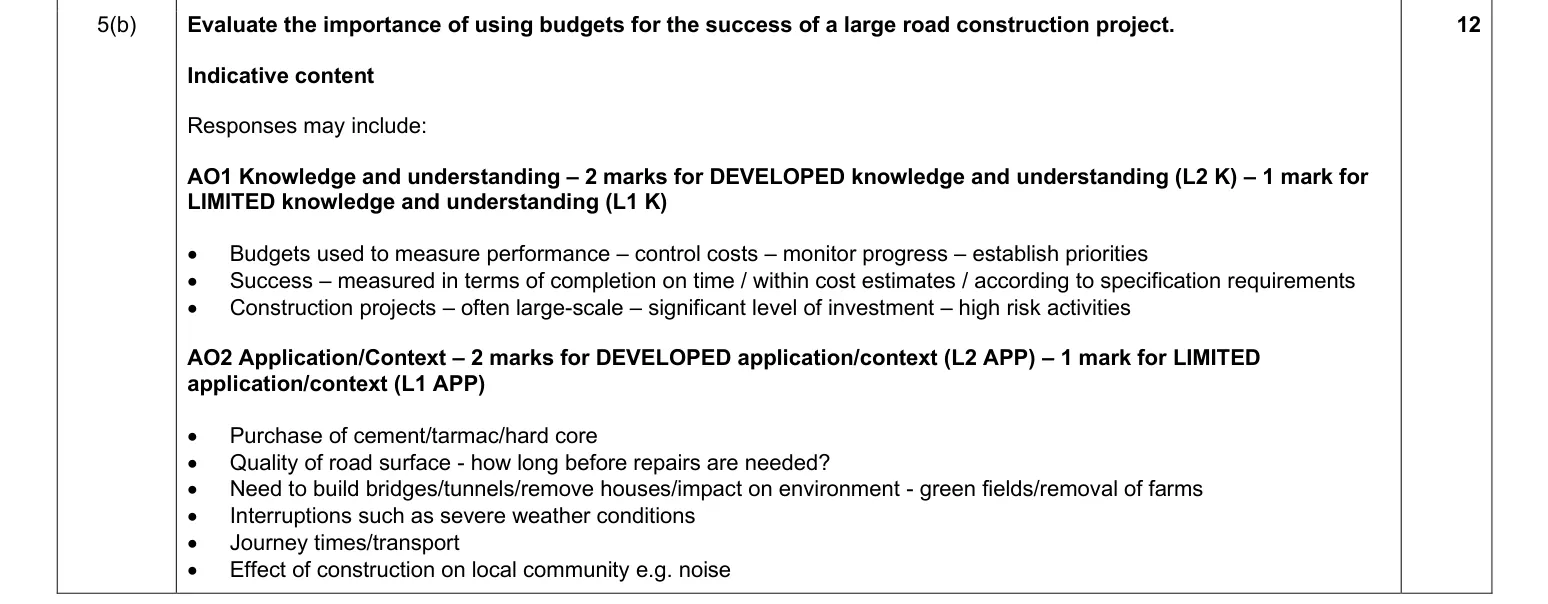 5(b) Evaluate the importance of using budgets for the success of a large road construction project. 12
Indicative content
Responses may include:
AO1 Knowledge and understanding – 2 marks for DEVELOPED knowledge and understanding (L2 K) – 1 mark for
LIMITED knowledge and understanding (L1 K)
• Budgets used to measure performance – control costs – monitor progress – establish priorities
• Success – measured in terms of completion on time / within cost estimates / according to specification requirements
• Construction projects – often large-scale – significant level of investment – high risk activities
AO2 Application/Context – 2 marks for DEVELOPED application/context (L2 APP) – 1 mark for LIMITED
application/context (L1 APP)
• Purchase of cement/tarmac/hard core
• Quality of road surface - how long before repairs are needed?
• Need to build bridges/tunnels/remove houses/impact on environment - green fields/removal of farms
• Interruptions such as severe weather conditions
• Journey times/transport
• Effect of construction on local community e.g. noise